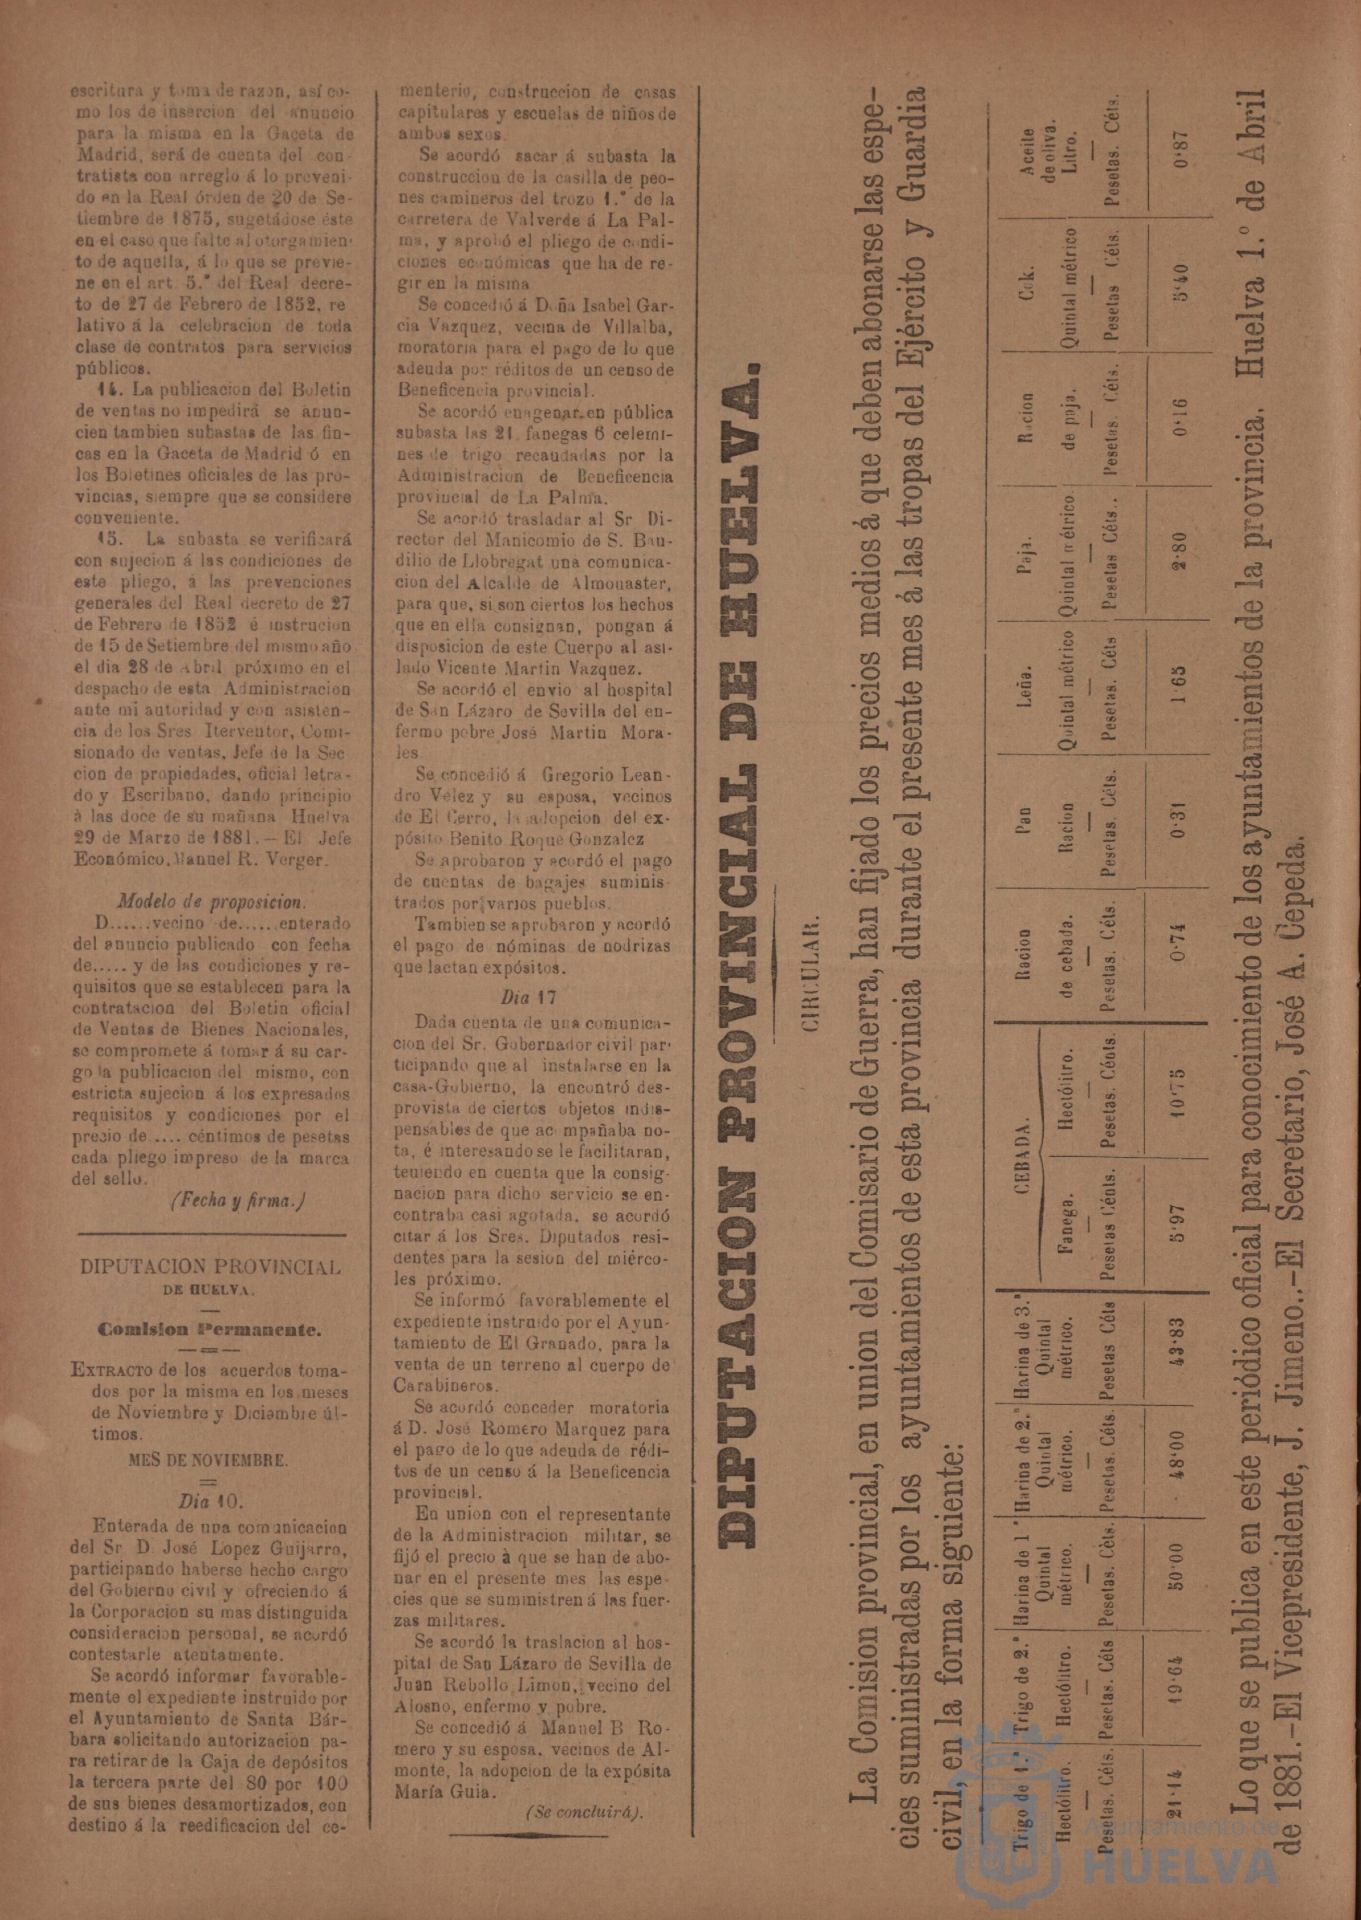 escritura y toma de razon, así co-
mo los de insercion del anuncio
para la misma en la Gaceta de
Madrid, será de cuenta del con-
tratista con arreglo á lo preveni-
do en la Real órden de 20 de Se-
tiembre de 1875, sugetádose éste
en el caso que falte al otorgamien-
to de aquella, á lo que se previe-
ne en el art. 5.º del Real decre-
to de 27 de Febrero de 1852, re
lativo á la celebracion de toda
clase de contratos para servicios
públicos.
14. La publicacion del Boletin
de ventas no impedirá se anun-
cien tambien subastas de las fin-
cas en la Gaceta de Madrid ó en
los Boletines oficiales de las pro-
vincias, siempre que se considere
conveniente.
15. La subasta se verificará
con sujecion á las condiciones de
este pliego, á las prevenciones
generales del Real decreto de 27
de Febrero de 1852 é instrucion
de 15 de Setiembre del mismo año
el dia 28 de Abril próximo en el
despacho de esta Administracion
ante mi autoridad y con asisten-
cia de los Sres Iterventor, Comi-
sionado de ventas, Jefe de la Sec
cion de propiedades, oficial letra-
do y Escribano, dando principio
á las doce de su mañana Huelva
29 de Marzo de 1881.—El Jefe
Económico, Manuel R. Verger.
Modelo de proposicion.
D......vecino de......enterado
del anuncio publicado con fecha
de..... y de las condiciones y re-
quisitos que se establecen para la
contratacion del Boletin oficial
de Ventas de Bienes Nacionales,
se compromete á tomar á su car-
go la publicacion del mismo, con
estricta sujecion á los expresados
requisitos y condiciones por el
precio de .... céntimos de pesetas
cada pliego impreso de la marca
del sello.
(Fecha y firma.)
DIPUTACION PROVINCIAL
DE HUELVA.
Comision Permanente.
EXTRACTO de los acuerdos toma-
dos por la misma en los meses
de Noviembre y Diciembre úl-
timos.
MES DE NOVIEMBRE.
Dia 10.
Enterada de una comunicacion
del Sr D. José Lopez Guijarro,
participando haberse hecho cargo
del Gobierno civil y ofreciendo á
la Corporacion su mas distinguida
consideracion personal, se acordó
contestarle atentamente.
Se acordó informar favorable-
mente el expediente instruido por
el Ayuntamiento de Santa Bár-
bara solicitando autorizacion pa-
ra retirar de la Caja de depósitos
la tercera parte del 80 por 100
de sus bienes desamortizados, con
destino á la reedificacion del ce-
menterio, construccion de casas
capitulares y escuelas de niños de
ambos sexos.
Se acordó sacar á subasta la
construccion de la casilla de peo-
nes camineros del trozo 1.º de la
carretera de Valverde á La Pal-
ma, y aprobó el pliego de condi-
ciones económicas que ha de re-
gir en la misma
Se concedió á Doña Isabel Gar-
cia Vazquez, vecina de Villalba,
moratoria para el pago de lo que
adeuda por réditos de un censo de
Beneficencia provincial.
Se acordó enagenar en pública
subasta las 21 fanegas 6 celemi-
nes de trigo recaudadas por la
Administracion de Beneficencia
provincial de La Palma.
Se acordó trasladar al Sr Di-
rector del Manicomio de S. Bau-
dilio de Llobregat una comunica-
cion del Alcalde de Almonaster,
para que, si son ciertos los hechos
que en ella consignan, pongan á
disposicion de este Cuerpo al asi-
lado Vicente Martin Vazquez.
Se acordó el envio al hospital
de San Lázaro de Sevilla del en-
fermo pobre José Martin Mora-
les.
Se concedió á Gregorio Lean-
dro Velez y su esposa, vecinos
de El Cerro, la adopcion del ex-
pósito Benito Roque Gonzalez
Se aprobaron y acordó el pago
de cuentas de bagajes suminis-
trados por varios pueblos.
Tambien se aprobaron y acordó
el pago de nóminas de nodrizas
que lactan expósitos.
Dia 17
Dada cuenta de una comunica-
cion del Sr. Gobernador civil par-
ticipando que al instalarse en la
casa-Gobierno, la encontró des-
provista de ciertos objetos indis-
pensables de que acompañaba no-
ta, é interesando se le facilitaran,
teniendo en cuenta que la consig-
nacion para dicho servicio se en-
contraba casi agotada, se acordó
citar á los Sres. Diputados resi-
dentes para la sesion del miérco-
les próximo.
Se informó favorablemente el
expediente instruido por el Ayun-
tamiento de El Granado, para la
venta de un terreno al cuerpo de
Carabineros.
Se acordó conceder moratoria
á D. José Romero Marquez para
el pago de lo que adeuda de rédi-
tos de un censo á la Beneficencia
provincial.
En union con el representante
de la Administracion militar, se
fijó el precio à que se han de abo-
nar en el presente mes las espe-
cies que se suministren á las fuer-
zas militares.
Se acordó la traslacion al hos-
pital de San Lázaro de Sevilla de
Juan Rebollo Limon, vecino del
Alosno, enfermo y pobre.
Se concedió á Manuel B Ro-
mero y su esposa, vecinos de Al-
monte, la adopcion de la expósita
María Guia.
(Se concluirá).
DIPUTACION PROVINCIAL DE HUELVA.
CIRCULAR.
La Comision provincial, en union del Comisario de Guerra, han fijado los precios medios á que deben abonarse las espe-
cies suministradas por los ayuntamientos de esta provincia durante el presente mes á las tropas del Ejército y Guardia
civil, en la forma siguiente:
CEBADA.
Trigo de 1.ª Trigo de 2.ª Harina de 1ª Harina de 2.ª Harina de 3.ª Fanega. Hectólitro. Racion Pan Leña. Paja. Racion Cok. Aceite
Hectólitro. Hectólitro. Quintal Quintal Quintal de cebada. Racion Quintal métrico Quintal métrico. de paja. Quintal métrico de oliva.
métrico. métrico. métrico. Litro.
Pesetas. Céts. Pesetas. Céts Pesetas. Céts. Pesetas. Céts. Pesetas Céts Pesetas Cénts. Pesetas. Cénts. Pesetas. Céts. Pesetas. Céts. Pesetas. Céts Pesetas Céts. Pesetas. Céts. Pesetas Céts. Pesetas. Céts.
21·14 19·64 50·00 48·00 43·83 5·97 10·75 0·74 0·31 1·65 2·80 0·16 5·40 0·87
Lo que se publica en este periódico oficial para conocimiento de los ayuntamientos de la provincia. Huelva 1.º de Abril
de 1881.-El Vicepresidente, J. Jimeno.-El Secretario, José A. Cepeda.
Ayuntamiento de
HUELVA